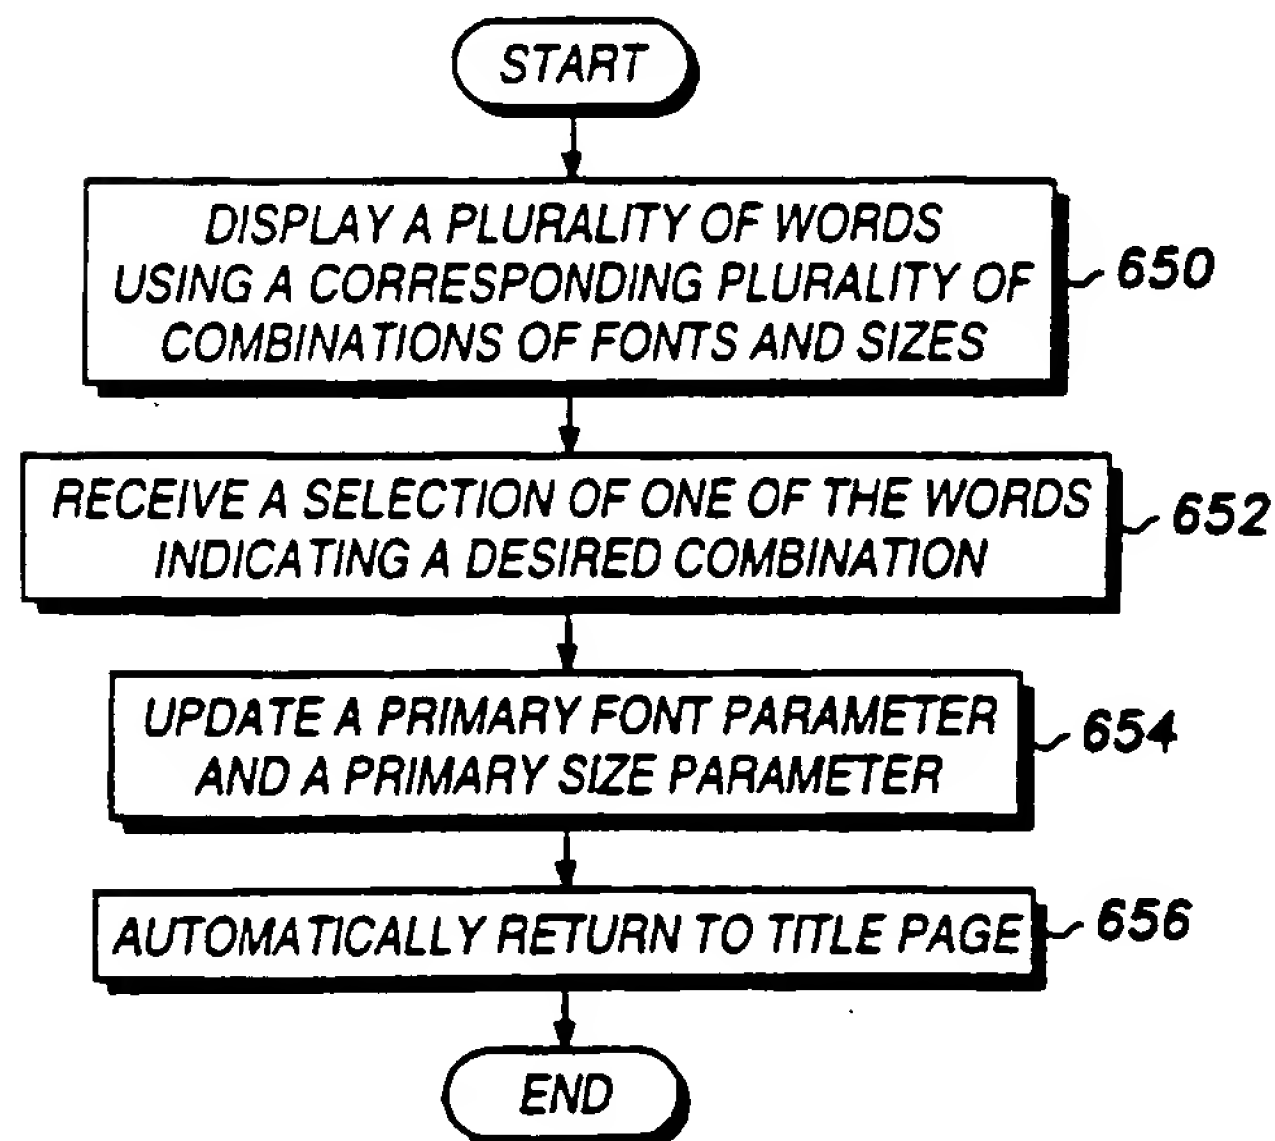 START
DISPLAY A PLURALITY OF WORDS
USING A CORRESPONDING PLURALITY OF
COMBINATIONS OF FONTS AND SIZES
650
RECEIVE A SELECTION OF ONE OF THE WORDS
INDICATING A DESIRED COMBINATION
652
UPDATE A PRIMARY FONT PARAMETER
AND A PRIMARY SIZE PARAMETER
654
AUTOMATICALLY RETURN TO TITLE PAGE
656
END